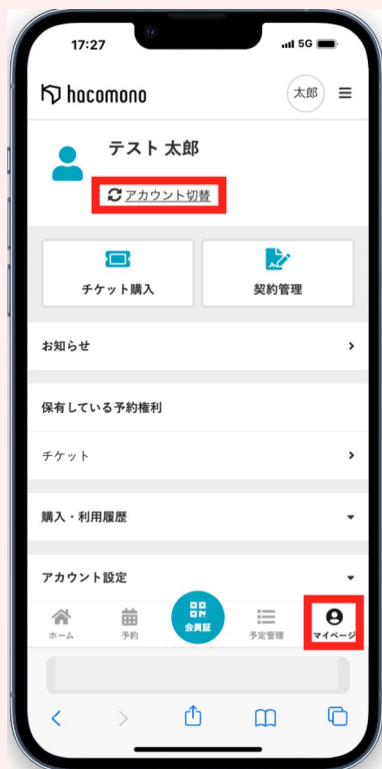 17:27
5G
hacomono
太郎
テスト 太郎
アカウント切替
チケット購入
契約管理
お知らせ
保有している予約権利
チケット
購入・利用履歴
アカウント設定
ホーム
予約
会員証
予定管理
マイページ